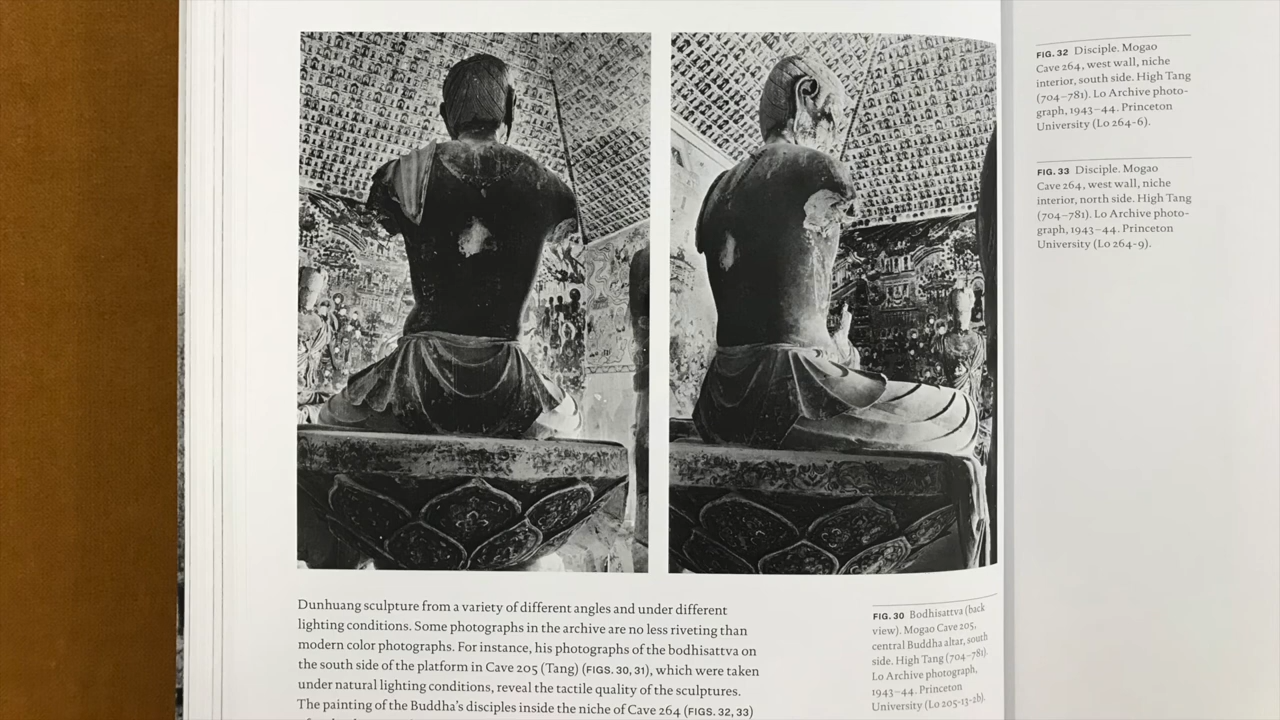 FIG. 32 Disciple. Mogao
Cave 264, west wall, niche
interior, south side. High Tang
(704–781). Lo Archive photo-
graph, 1943–44. Princeton
University (Lo 264-6).
FIG. 33 Disciple. Mogao
Cave 264, west wall, niche
interior, north side. High Tang
(704–781). Lo Archive photo-
graph, 1943–44. Princeton
University (Lo 264-9).
Dunhuang sculpture from a variety of different angles and under different
lighting conditions. Some photographs in the archive are no less riveting than
modern color photographs. For instance, his photographs of the bodhisattva on
the south side of the platform in Cave 205 (Tang) (FIGS. 30, 31), which were taken
under natural lighting conditions, reveal the tactile quality of the sculptures.
The painting of the Buddha's disciples inside the niche of Cave 264 (FIGS. 32, 33)
FIG. 30 Bodhisattva (back
view). Mogao Cave 205,
central Buddha altar, south
side. High Tang (704–781).
Lo Archive photograph,
1943–44. Princeton
University (Lo 205-13-2b).